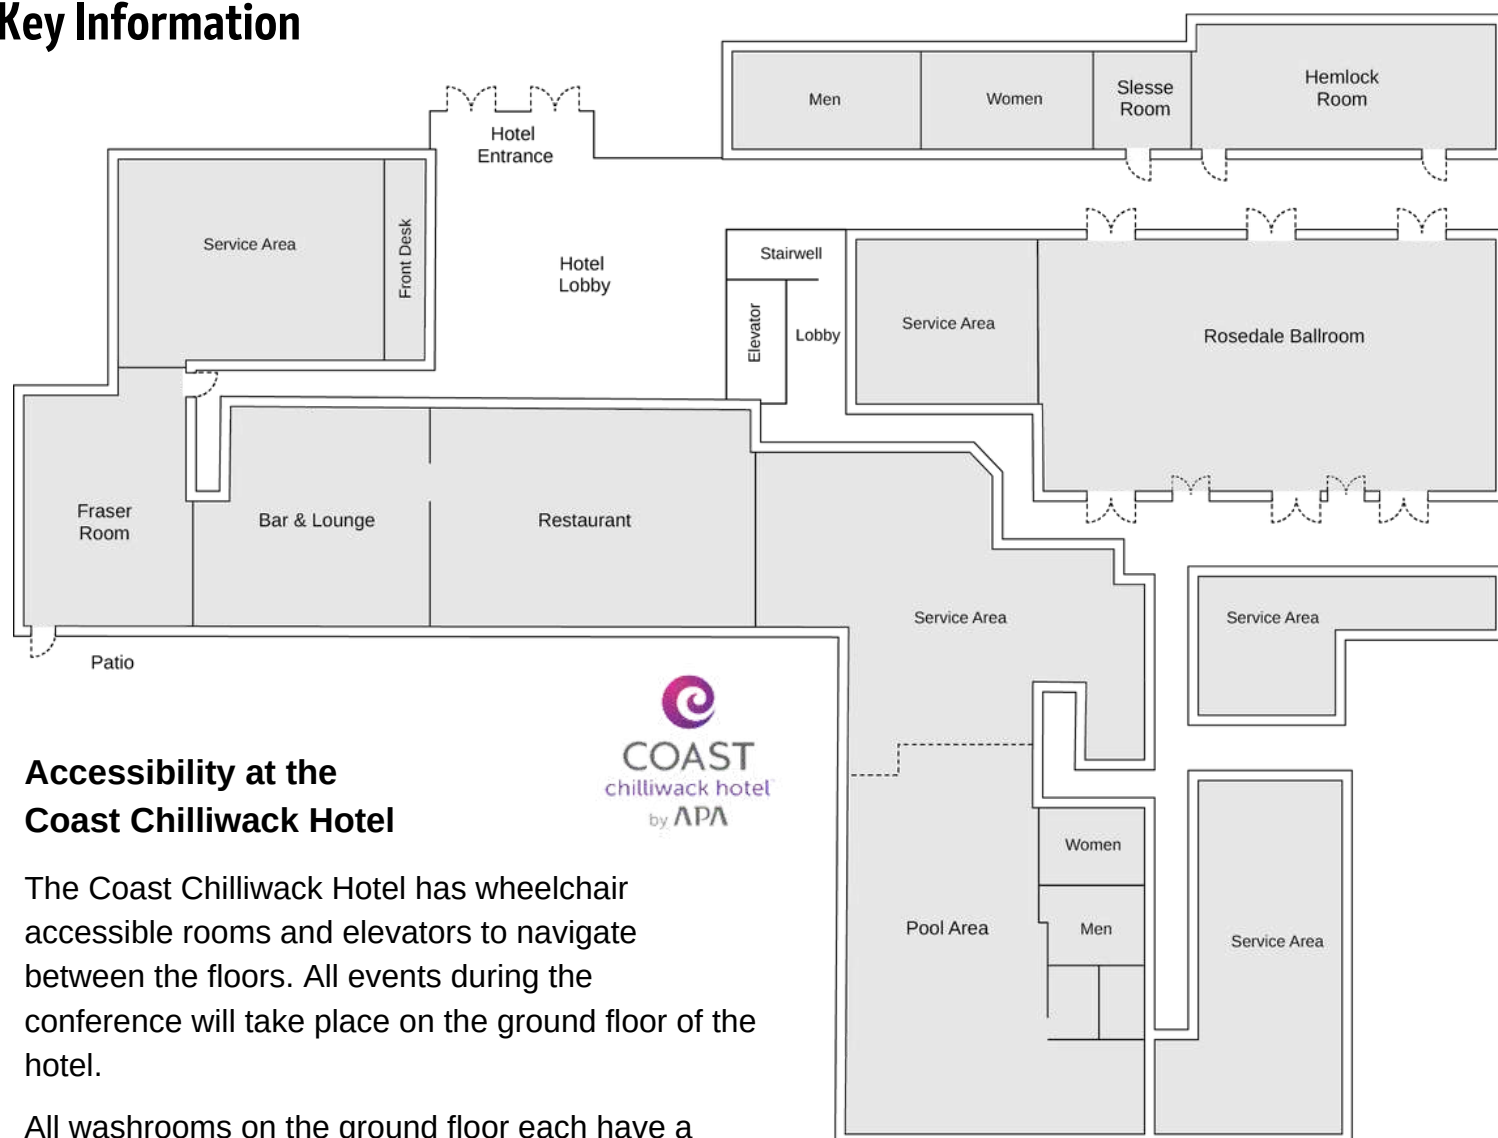 Key Information
Men
Women
Slesse
Room
Hemlock
Room
Hotel
Entrance
Service Area
Front Desk
Hotel
Lobby
Stairwell
Elevator
Lobby
Service Area
Rosedale Ballroom
Fraser
Room
Bar & Lounge
Restaurant
Service Area
Service Area
Patio
COAST
chilliwack hotel
by APA
Accessibility at the
Coast Chilliwack Hotel
The Coast Chilliwack Hotel has wheelchair
accessible rooms and elevators to navigate
between the floors. All events during the
conference will take place on the ground floor of the
hotel.
All washrooms on the ground floor each have a
Women
Men
Pool Area
Service Area